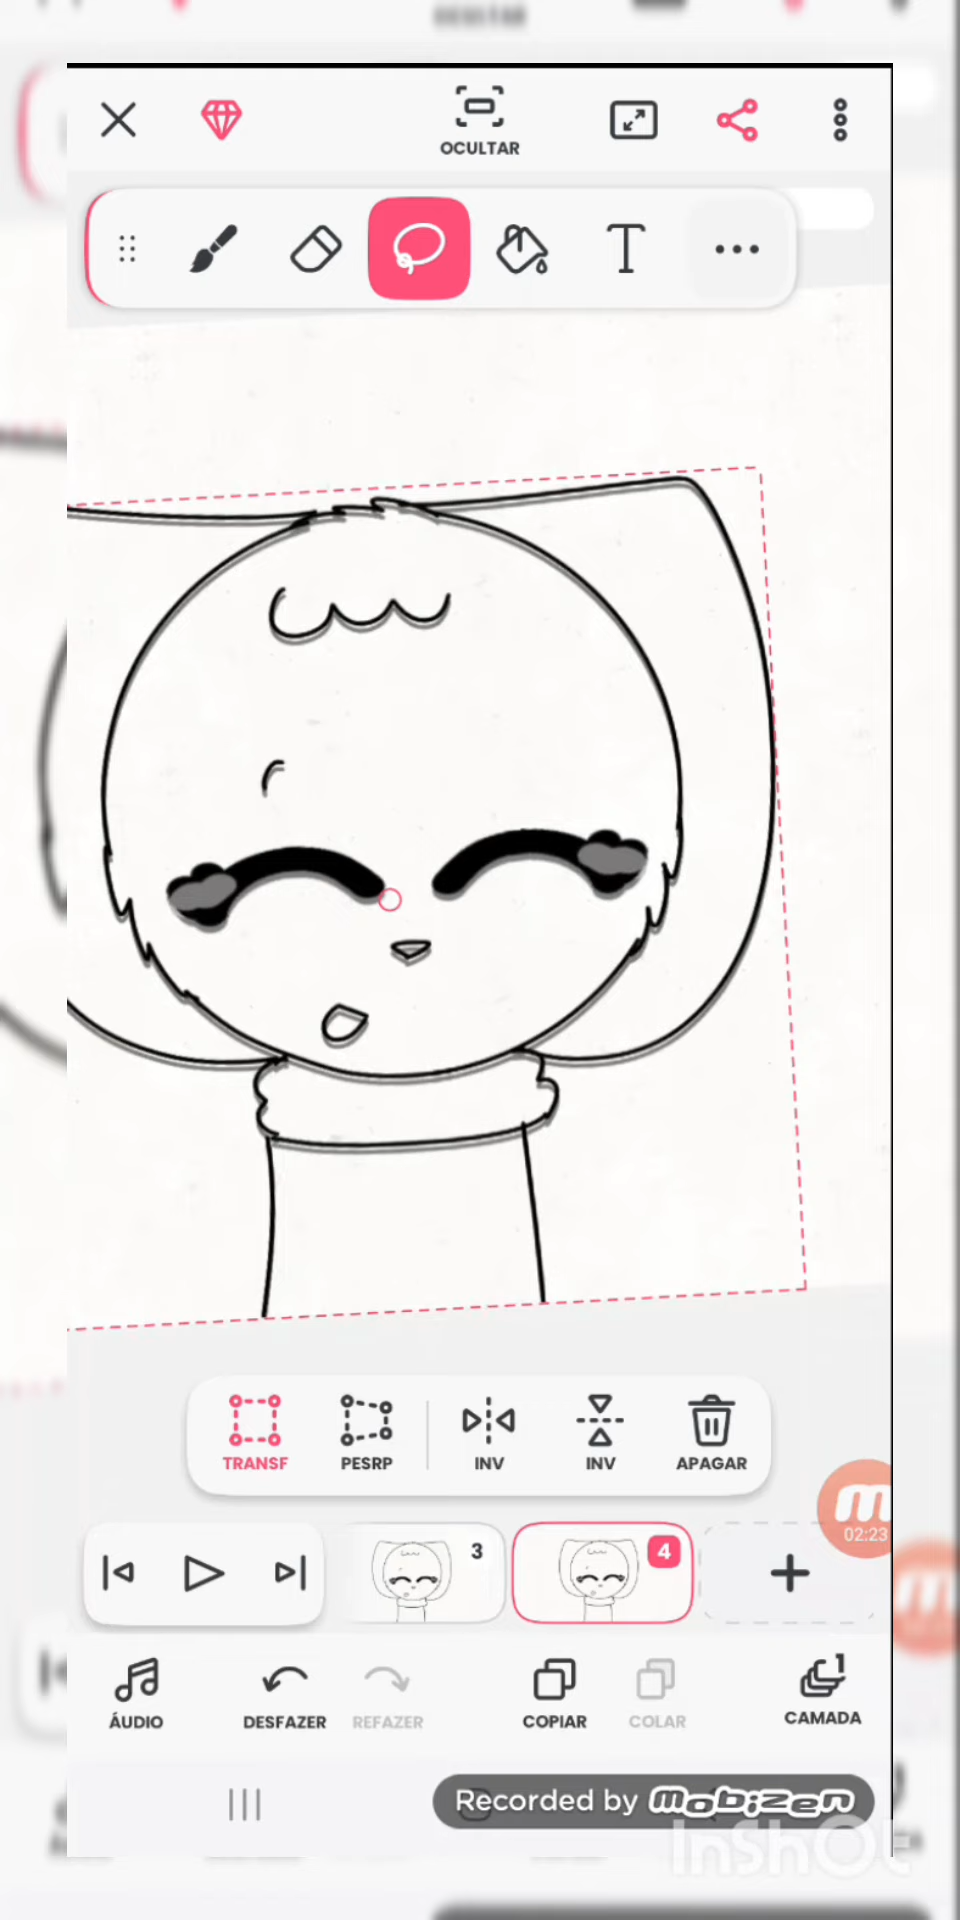 OCULTAR
OCULTAR
T
TRANSF
PESRP
INV
INV
APAGAR
02:23
3
4
ÁUDIO
DESFAZER
REFAZER
COPIAR
COLAR
CAMADA
Recorded by mobizen
InShOt